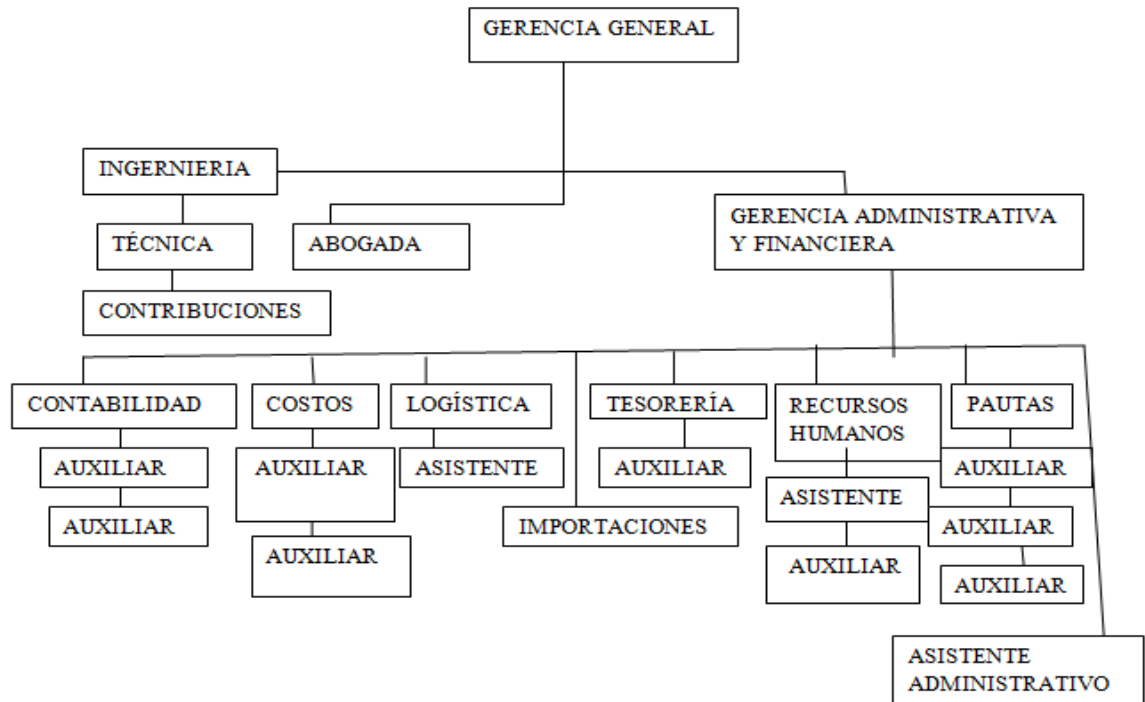 GERENCIA GENERAL
INGERNIERIA
TÉCNICA
CONTRIBUCIONES
ABOGADA
GERENCIA ADMINISTRATIVA
Y FINANCIERA
CONTABILIDAD
AUXILIAR
AUXILIAR
COSTOS
AUXILIAR
AUXILIAR
LOGÍSTICA
ASISTENTE
IMPORTACIONES
TESORERÍA
AUXILIAR
RECURSOS
HUMANOS
ASISTENTE
AUXILIAR
PAUTAS
AUXILIAR
AUXILIAR
AUXILIAR
ASISTENTE
ADMINISTRATIVO